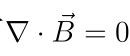 ∇ · B⃗ = 0